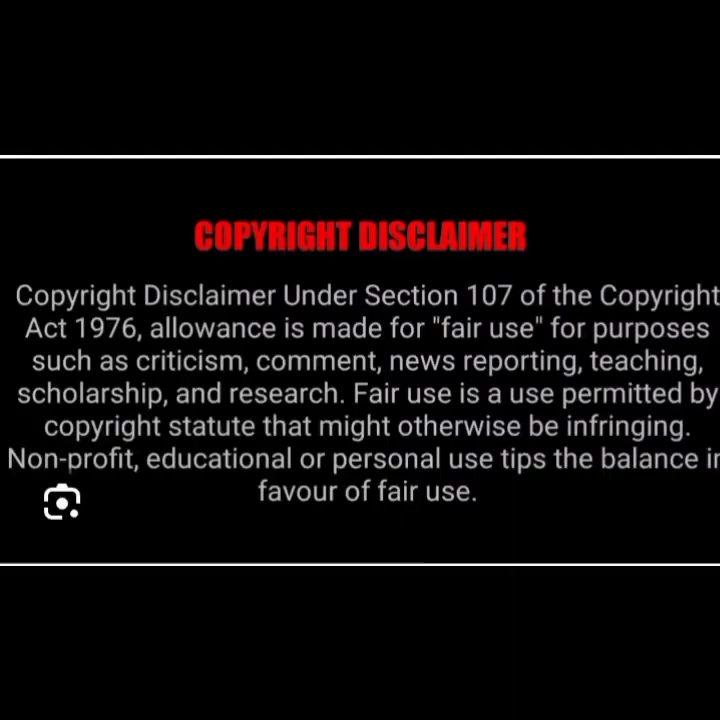 COPYRIGHT DISCLAIMER
Copyright Disclaimer Under Section 107 of the Copyright
Act 1976, allowance is made for "fair use" for purposes
such as criticism, comment, news reporting, teaching,
scholarship, and research. Fair use is a use permitted by
copyright statute that might otherwise be infringing.
Non-profit, educational or personal use tips the balance in
favour of fair use.